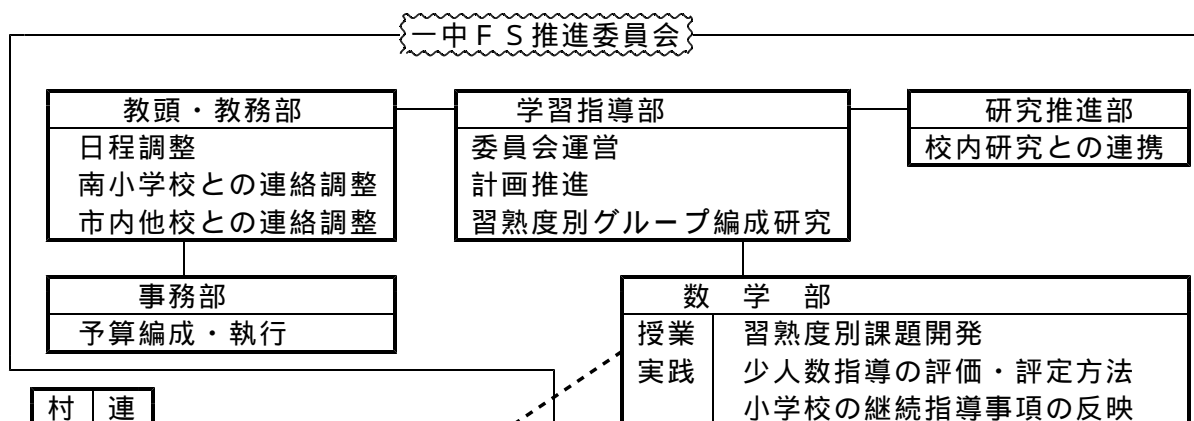 一中ＦＳ推進委員会
教頭・教務部
日程調整
南小学校との連絡調整
市内他校との連絡調整
学習指導部
委員会運営
計画推進
習熟度別グループ編成研究
研究推進部
校内研究との連携
事務部
予算編成・執行
数　学　部
授業　習熟度別課題開発
実践　少人数指導の評価・評定方法
小学校の継続指導事項の反映
村　連